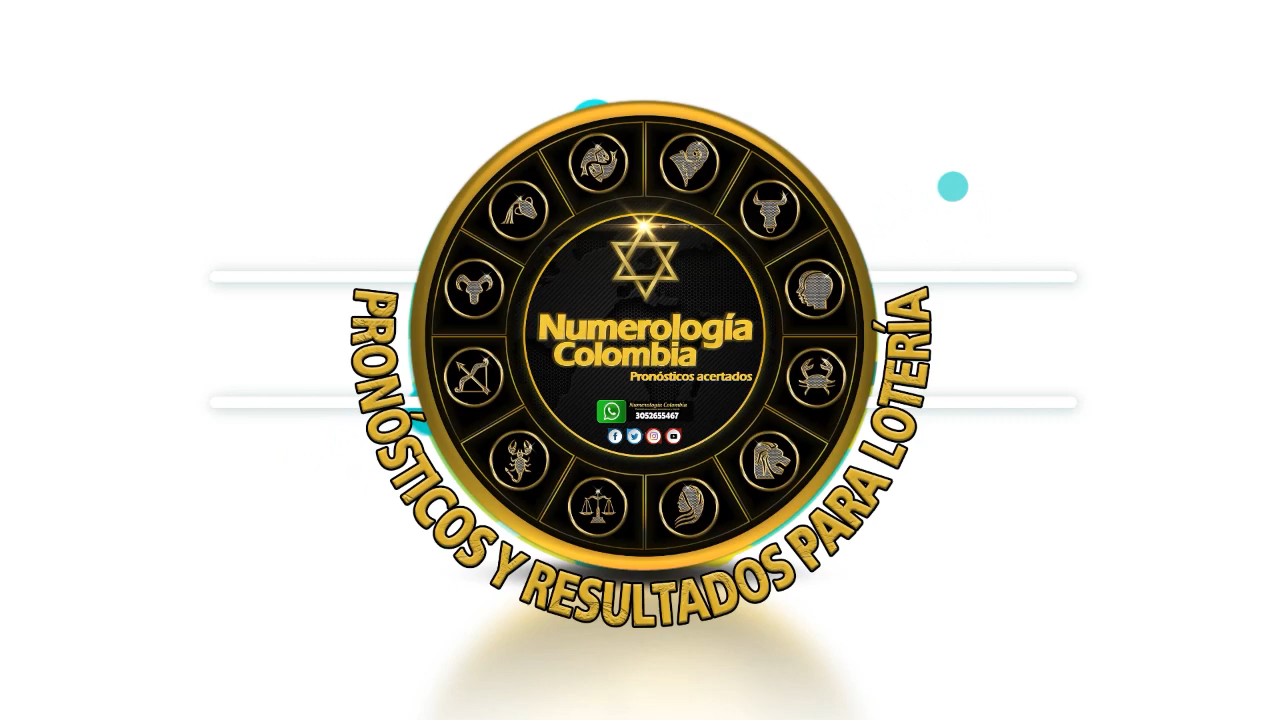 Numerología
Colombia
Pronósticos acertados
Numerología Colombia
3052655467
PRONÓSTICOS Y RESULTADOS PARA LOTERÍA